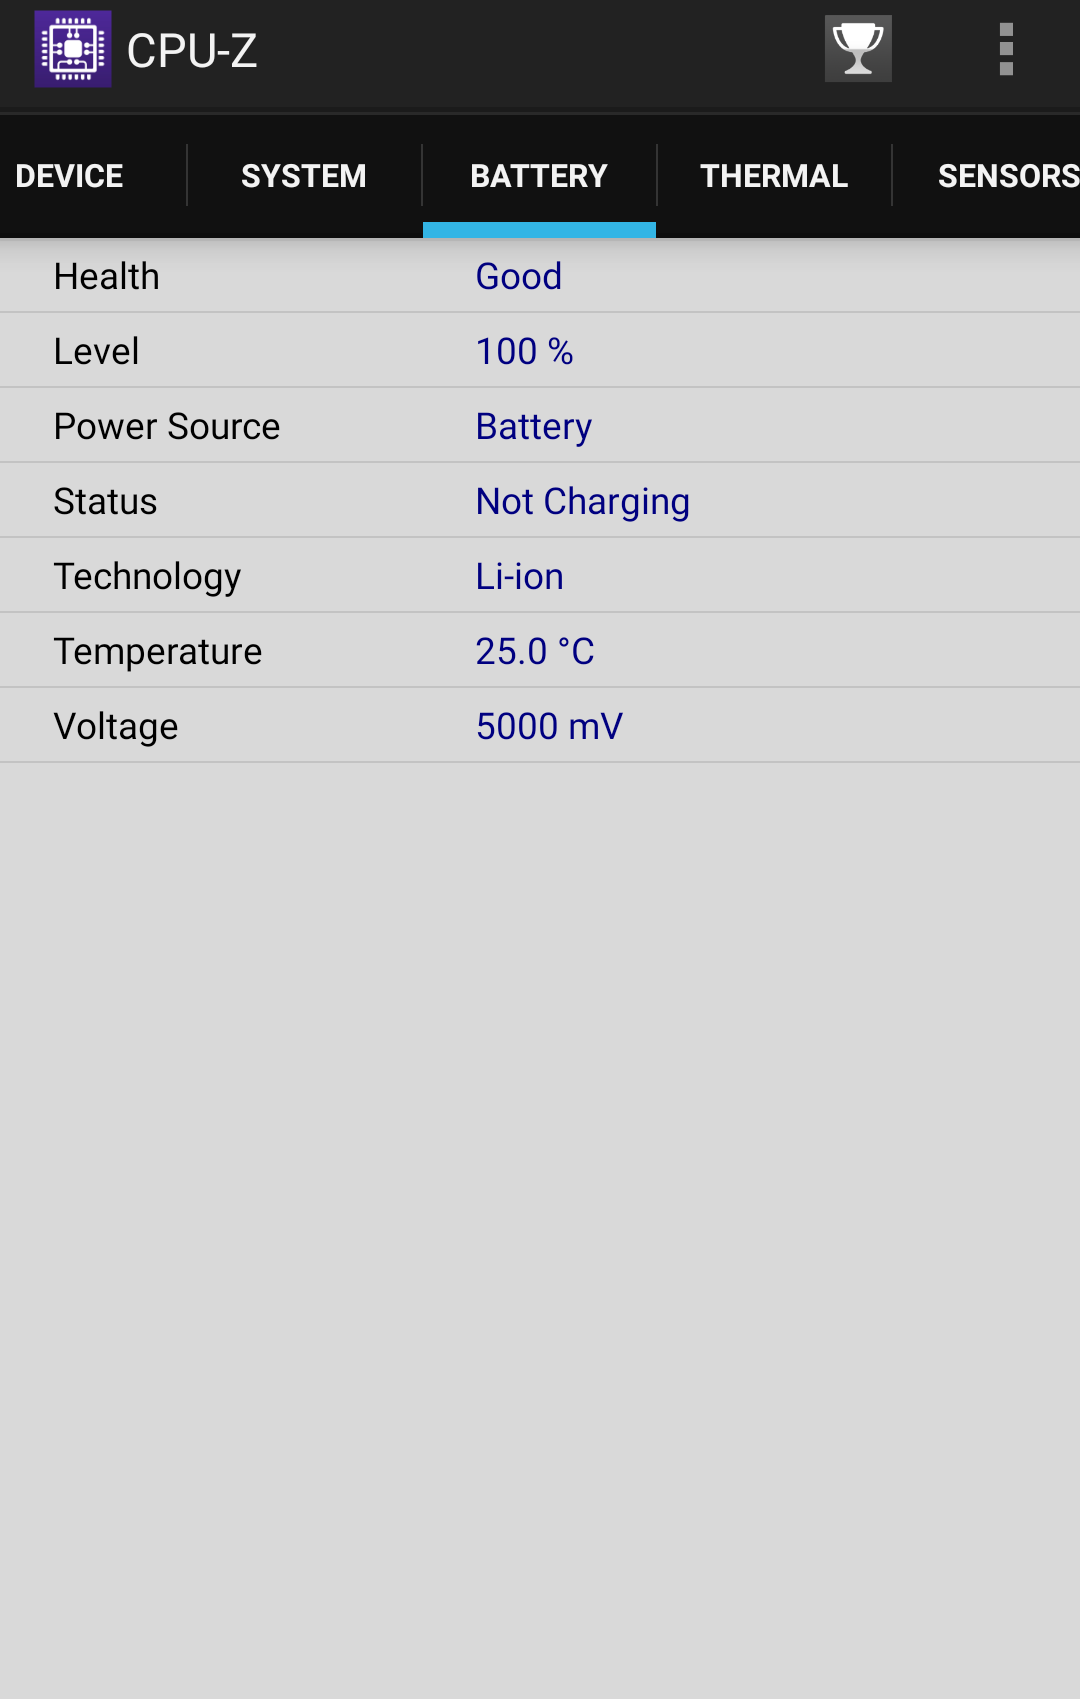 CPU-Z
DEVICE SYSTEM BATTERY THERMAL SENSORS
Health Good
Level 100 %
Power Source Battery
Status Not Charging
Technology Li-ion
Temperature 25.0 °C
Voltage 5000 mV